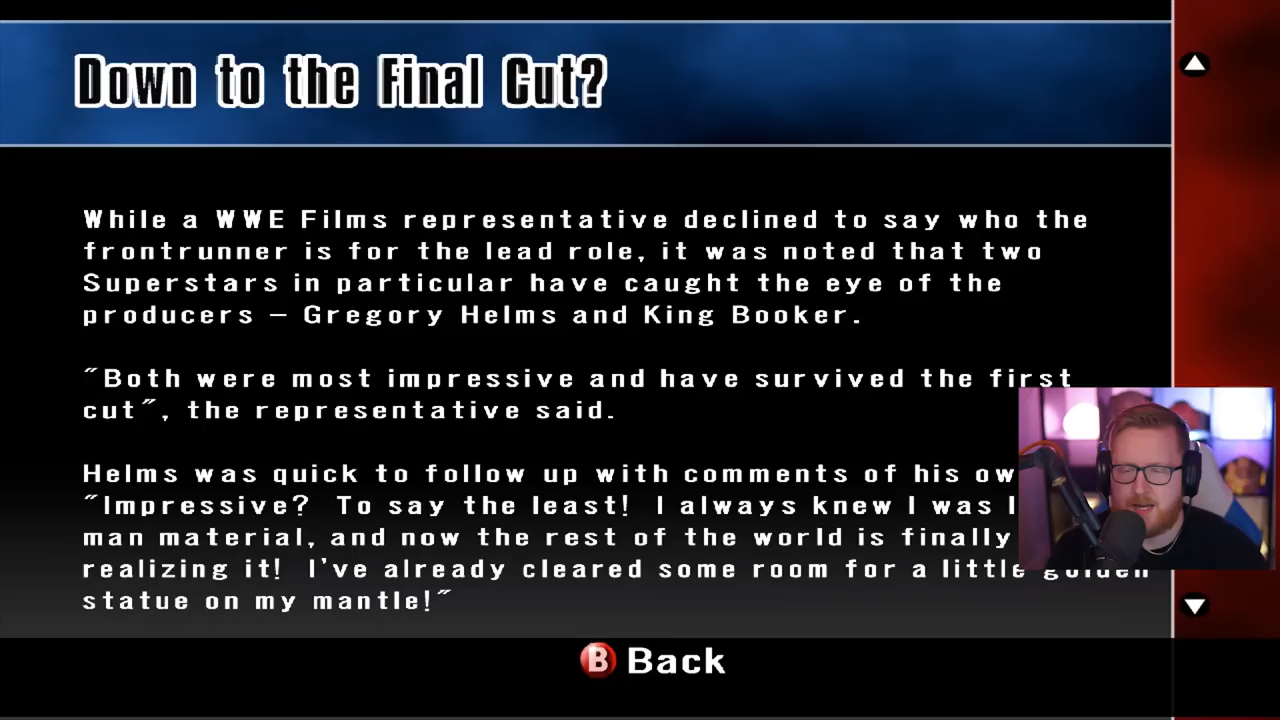 Down to the Final Cut?
While a WWE Films representative declined to say who the
frontrunner is for the lead role, it was noted that two
Superstars in particular have caught the eye of the
producers – Gregory Helms and King Booker.
"Both were most impressive and have survived the first
cut", the representative said.
Helms was quick to follow up with comments of his
"Impressive? To say the least! I always knew I was
man material, and now the rest of the world is finally
realizing it! I've already cleared some room for a little golden
statue on my mantle!"
B Back